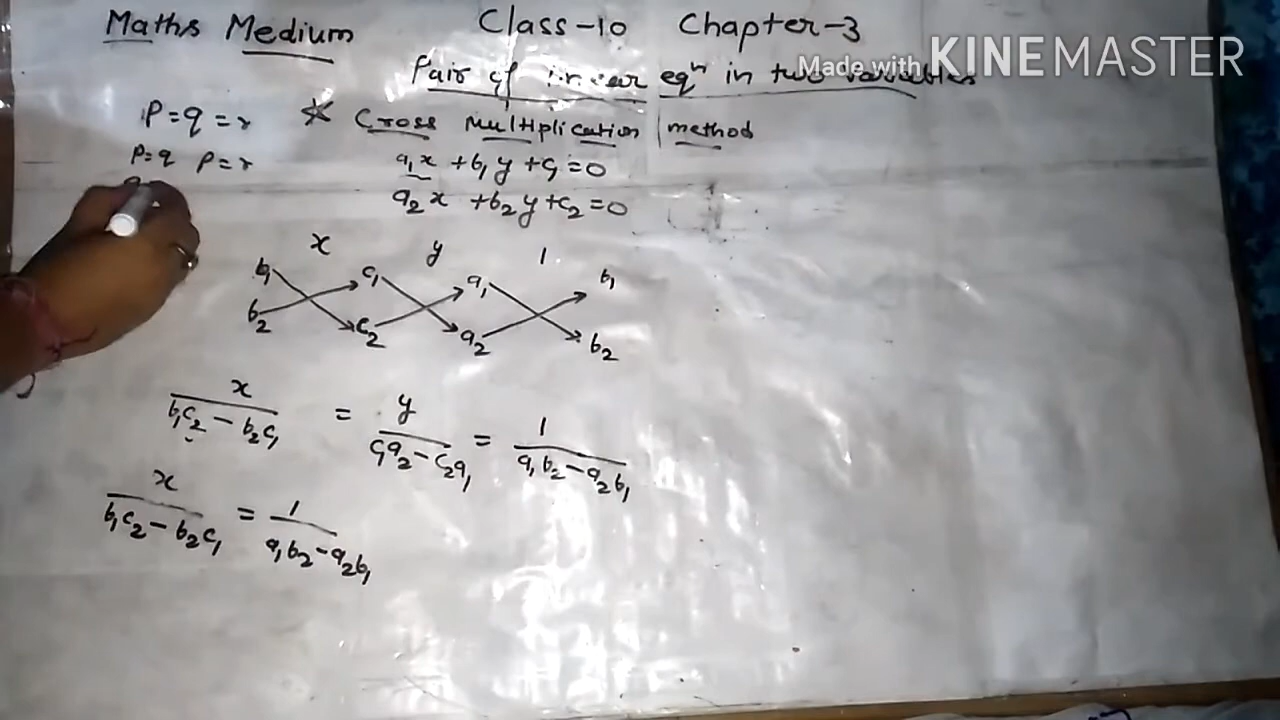 Maths Medium Class-10 Chapter-3
Made with KINEMASTER
Pair of linear eqⁿ in two variables
P=q=r * Cross Multiplication method
P=q P=r
a₁x + b₁y + c₁ = 0
a₂x + b₂y + c₂ = 0
x y 1
b₁ c₁ a₁ b₁
b₂ c₂ a₂ b₂
x/(b₁c₂ - b₂c₁) = y/(c₁a₂ - c₂a₁) = 1/(a₁b₂ - a₂b₁)
x/(b₁c₂ - b₂c₁) = 1/(a₁b₂ - a₂b₁)